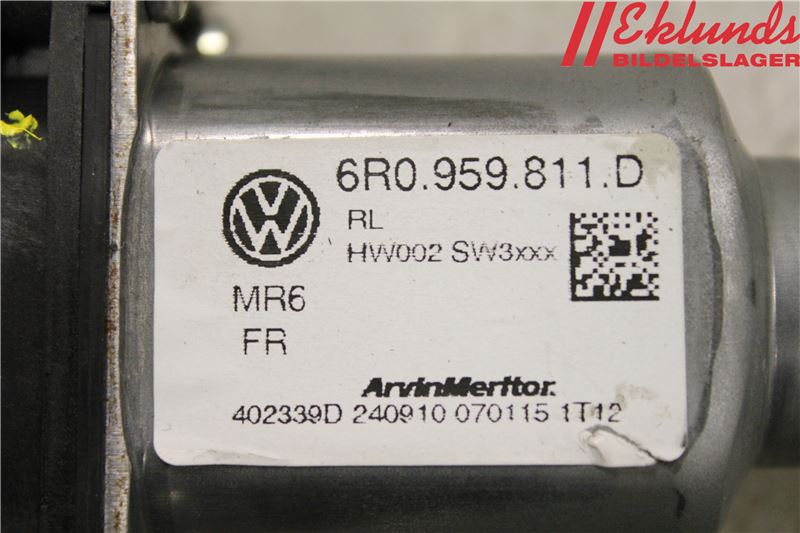 Eklunds
BILDELSLAGER
6R0.959.811.D
RL
HW002 SW3xxx
MR6
FR
ArvinMeritor.
402339D 240910 070115 1T12